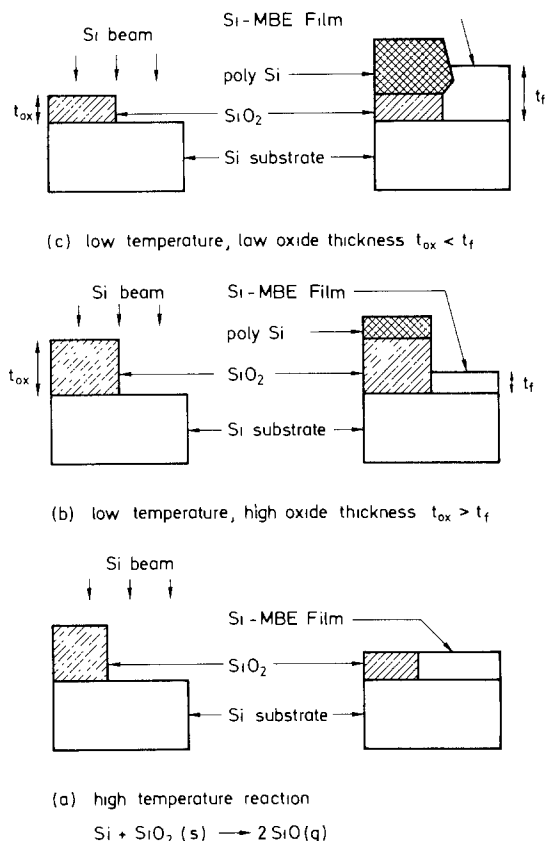 Si beam
Si-MBE Film
poly Si
tox
SiO2
tf
Si substrate
(c) low temperature, law oxide thickness tox < tf
Si beam
Si-MBE Film
poly Si
tox
SiO2
tf
Si substrate
(b) low temperature, high oxide thickness tox > tf
Si beam
Si-MBE Film
SiO2
Si substrate
(a) high temperature reaction
Si + SiO2 (s) → 2 SiO(g)